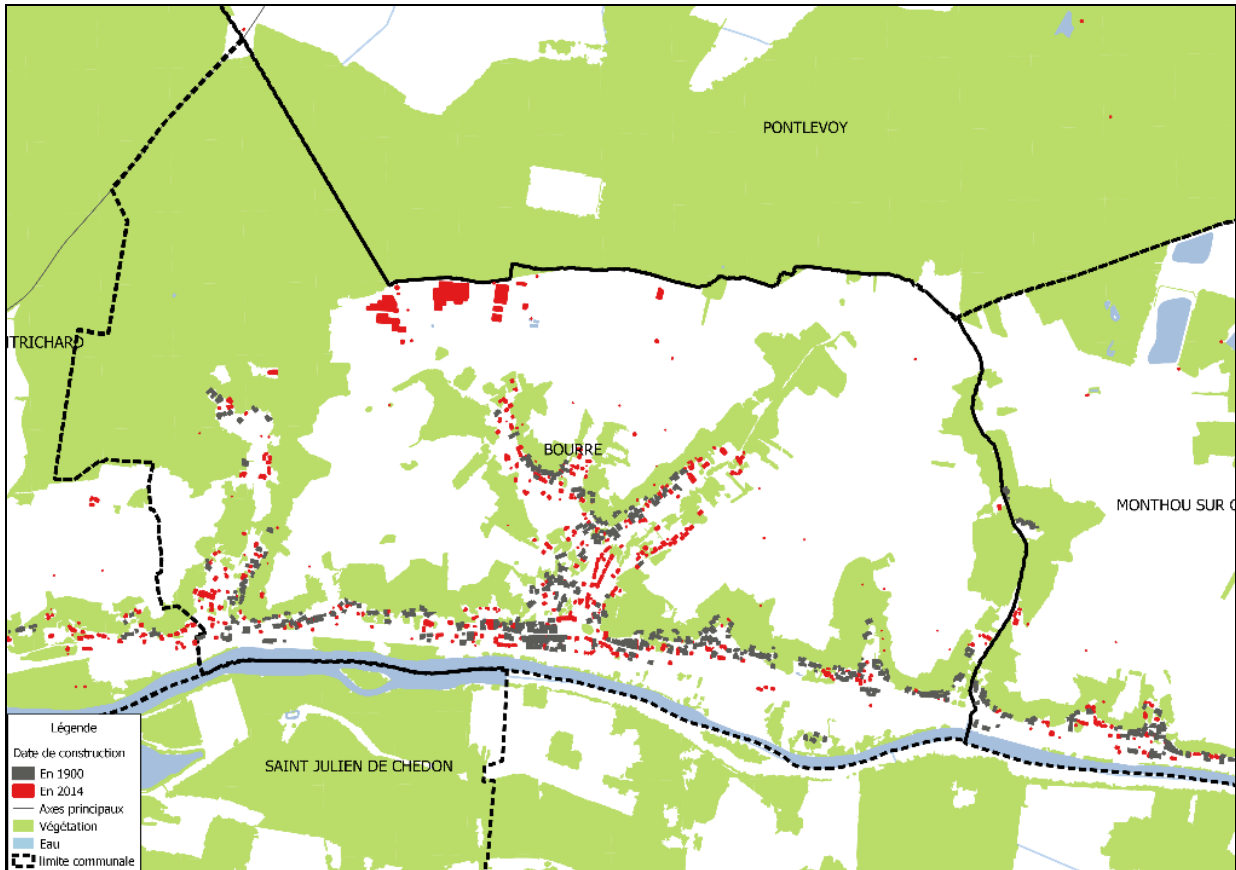 PONTLEVOY
NTRICHARD
BOURRE
MONTHOU SUR C
SAINT JULIEN DE CHEDON
Légende
Date de construction
En 1900
En 2014
Axes principaux
Végétation
Eau
limite communale